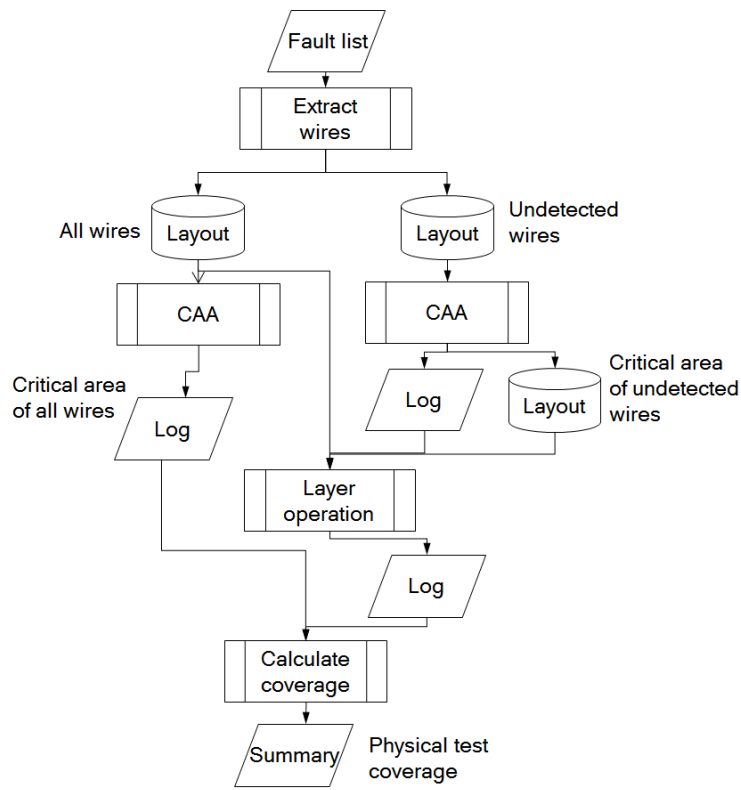 Fault list
Extract
wires
All wires
Layout
Layout
Undetected
wires
CAA
CAA
Critical area
of all wires
Log
Log
Layout
Critical area
of undetected
wires
Layer
operation
Log
Calculate
coverage
Summary
Physical test
coverage